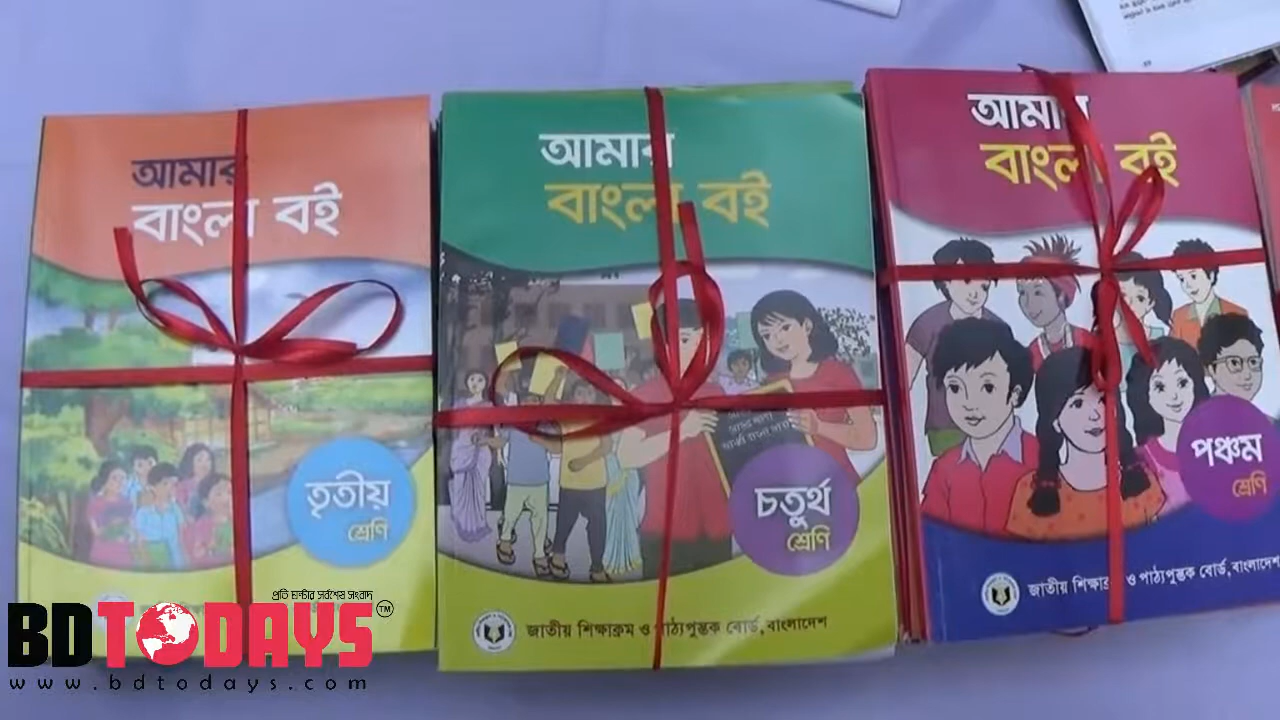 আমার
বাংলা বই
তৃতীয়
শ্রেণি
আমার
বাংলা বই
চতুর্থ
শ্রেণি
জাতীয় শিক্ষাক্রম ও পাঠ্যপুস্তক বোর্ড, বাংলাদেশ
আমার
বাংলা বই
পঞ্চম
শ্রেণি
জাতীয় শিক্ষাক্রম ও পাঠ্যপুস্তক বোর্ড, বাংলাদেশ
প্রতি ঘন্টার সর্বশেষ সংবাদ
BDTODAYS TM
www.bdtodays.com